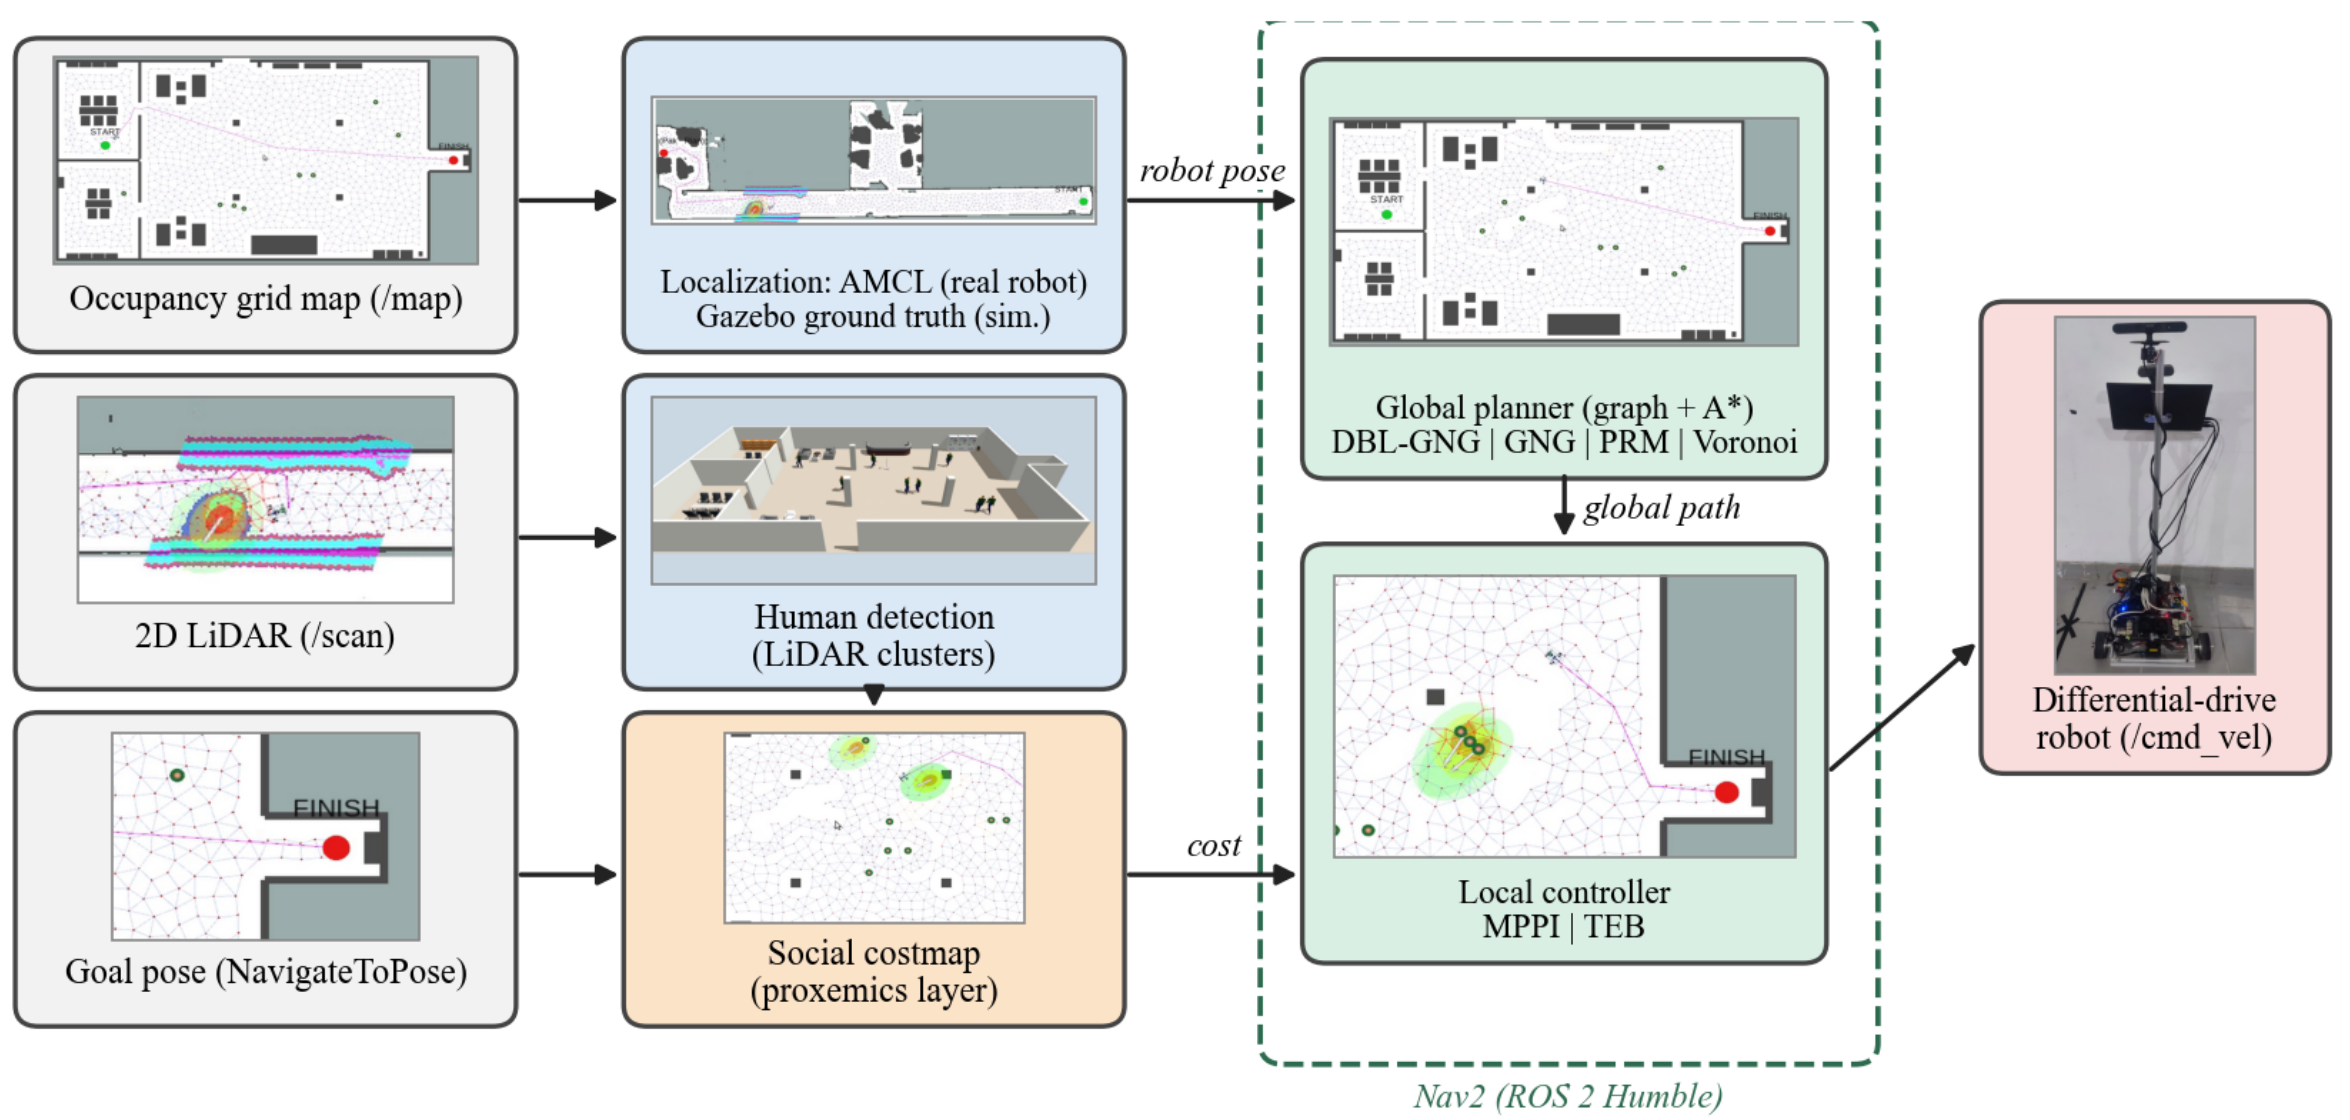 START
FINISH
Occupancy grid map (/map)
START
Localization: AMCL (real robot)
Gazebo ground truth (sim.)
robot pose
START
FINISH
Global planner (graph + A*)
DBL-GNG | GNG | PRM | Voronoi
global path
2D LiDAR (/scan)
Human detection
(LiDAR clusters)
Differential-drive
robot (/cmd_vel)
FINISH
Goal pose (NavigateToPose)
Social costmap
(proxemics layer)
cost
FINISH
Local controller
MPPI | TEB
Nav2 (ROS 2 Humble)